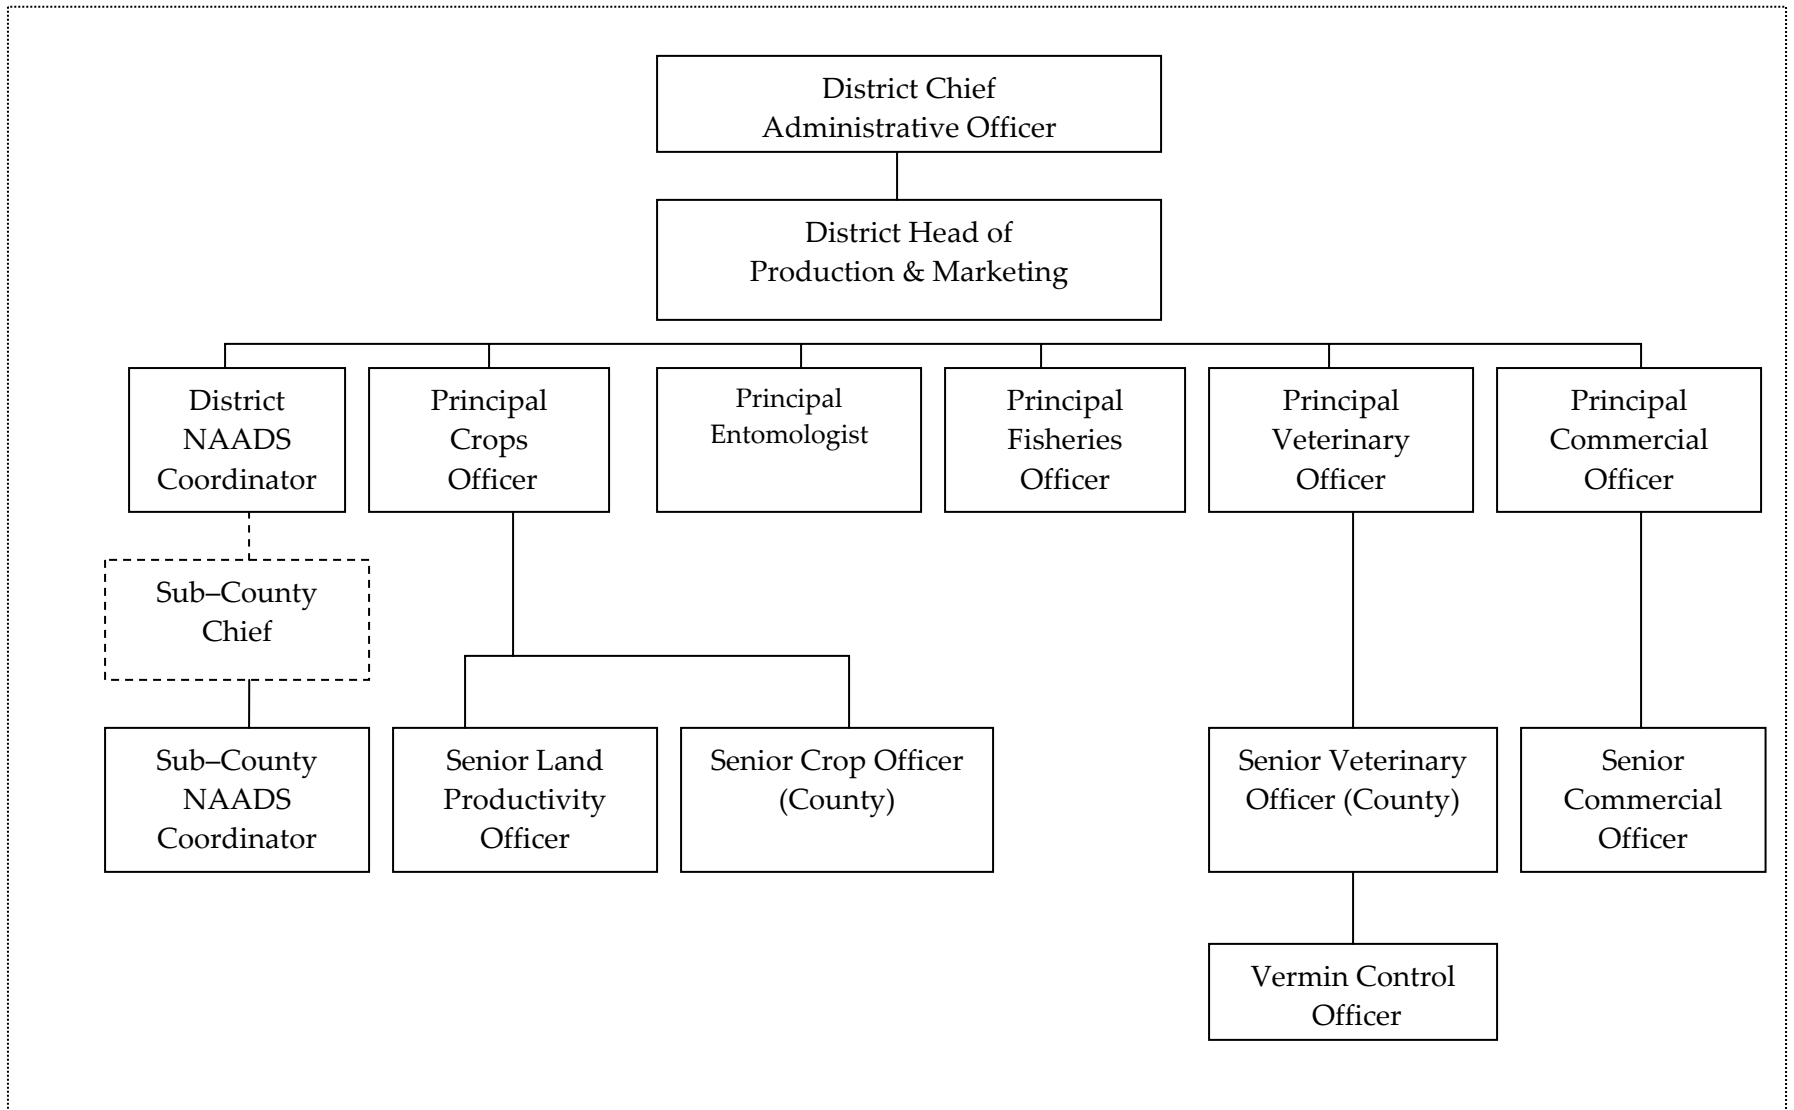 District Chief
Administrative Officer
District Head of
Production & Marketing
District
NAADS
Coordinator
Principal
Crops
Officer
Principal
Entomologist
Principal
Fisheries
Officer
Principal
Veterinary
Officer
Principal
Commercial
Officer
Sub–County
Chief
Sub–County
NAADS
Coordinator
Senior Land
Productivity
Officer
Senior Crop Officer
(County)
Senior Veterinary
Officer (County)
Senior
Commercial
Officer
Vermin Control
Officer